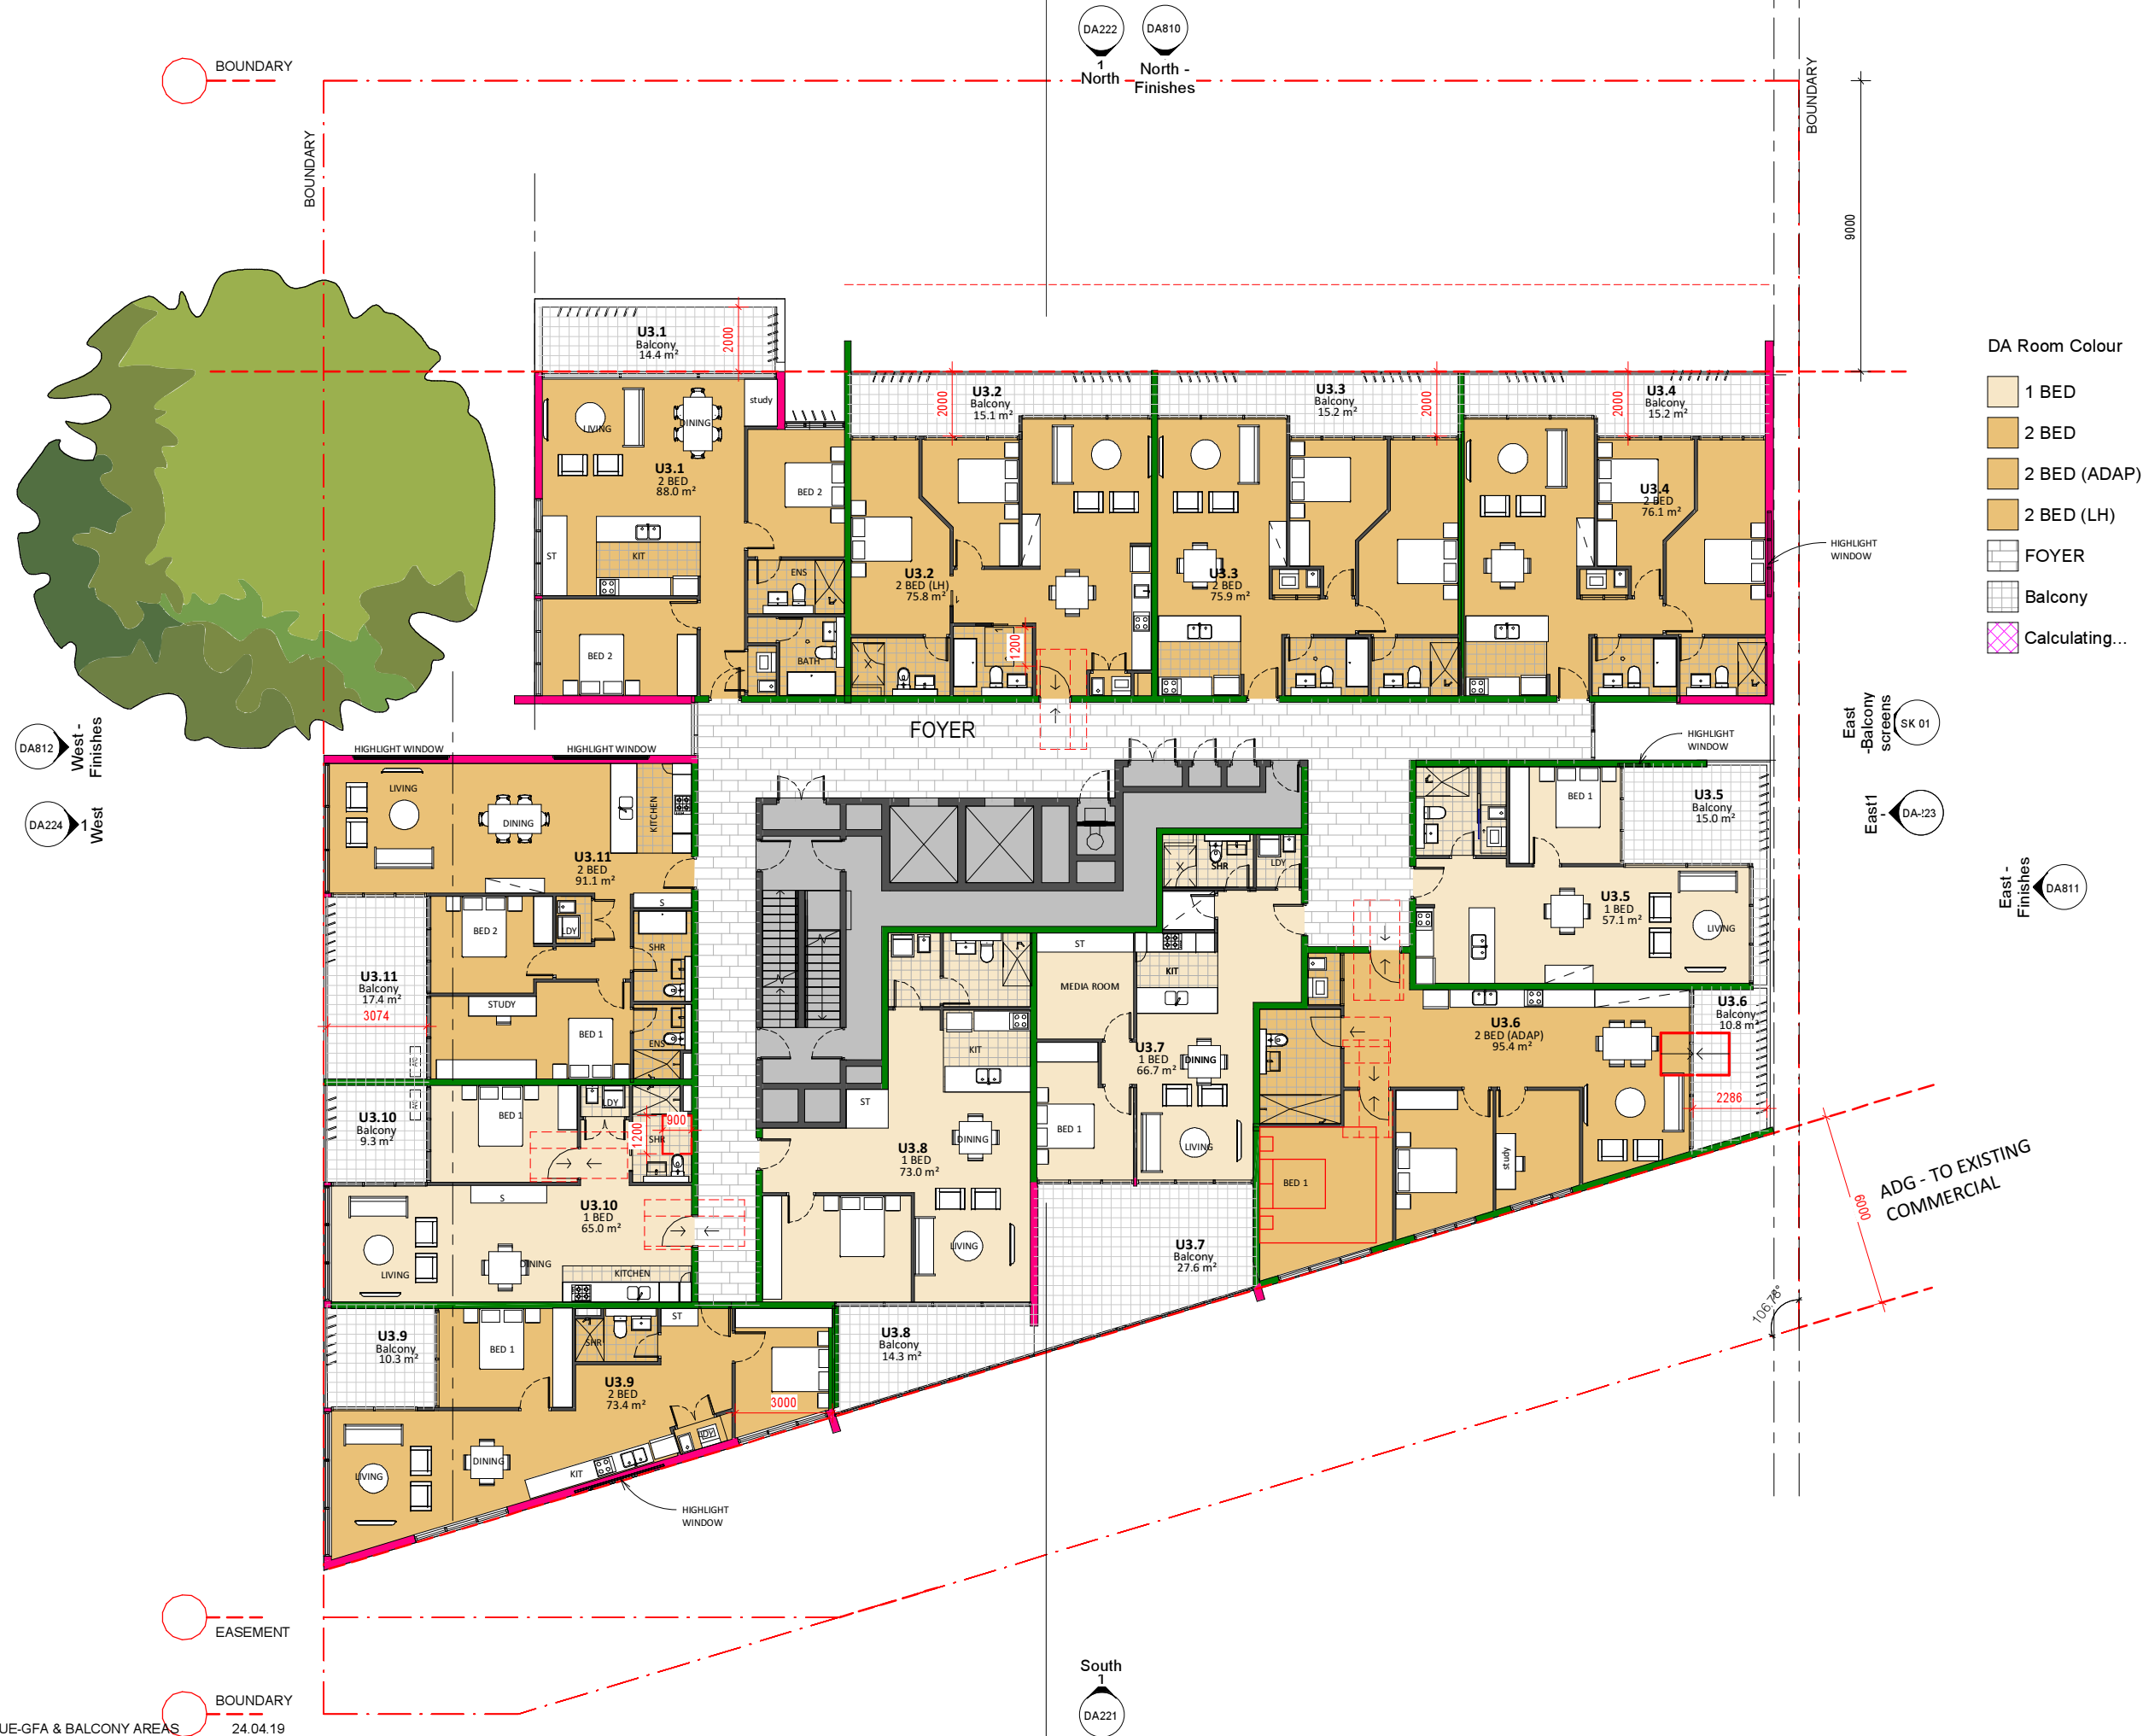 DA222
1
North
DA810
North -
Finishes
BOUNDARY
BOUNDARY
BOUNDARY
9000
DA Room Colour
1 BED
2 BED
2 BED (ADAP)
2 BED (LH)
FOYER
Balcony
Calculating...
U3.1
Balcony
14.4 m²
2000
U3.2
Balcony
15.1 m²
2000
U3.3
Balcony
15.2 m²
2000
U3.4
Balcony
15.2 m²
2000
LIVING
DINING
study
U3.1
2 BED
88.0 m²
BED 2
ST
KIT
ENS
BED 2
BATH
U3.2
2 BED (LH)
75.8 m²
1200
U3.3
2 BED
75.9 m²
U3.4
2 BED
76.1 m²
HIGHLIGHT
WINDOW
FOYER
DA812
West -
Finishes
DA224
1
West
HIGHLIGHT WINDOW
HIGHLIGHT WINDOW
HIGHLIGHT
WINDOW
East
-Balcony
screens
SK 01
East1
-
East -
Finishes
DA811
LIVING
DINING
KITCHEN
U3.11
2 BED
91.1 m²
S
BED 2
LDY
SHR
U3.11
Balcony
17.4 m²
3074
STUDY
BED 1
ENS
SHR
LDY
BED 1
U3.5
Balcony
15.0 m²
U3.5
1 BED
57.1 m²
LIVING
ST
MEDIA ROOM
KIT
KIT
U3.7
1 BED
66.7 m²
DINING
BED 1
LIVING
U3.6
2 BED (ADAP)
95.4 m²
U3.6
Balcony
10.8 m²
2286
study
BED 1
U3.10
Balcony
9.3 m²
BED 1
LDY
1200
900
SHR
S
U3.10
1 BED
65.0 m²
LIVING
DINING
KITCHEN
ST
U3.8
1 BED
73.0 m²
DINING
LIVING
U3.7
Balcony
27.6 m²
ADG - TO EXISTING
COMMERCIAL
6000
106.78°
U3.9
Balcony
10.3 m²
BED 1
SHR
ST
U3.9
2 BED
73.4 m²
3000
U3.8
Balcony
14.3 m²
LIVING
DINING
KIT
HIGHLIGHT
WINDOW
EASEMENT
BOUNDARY
South
1
DA221
UE-GFA & BALCONY AREAS
24.04.19